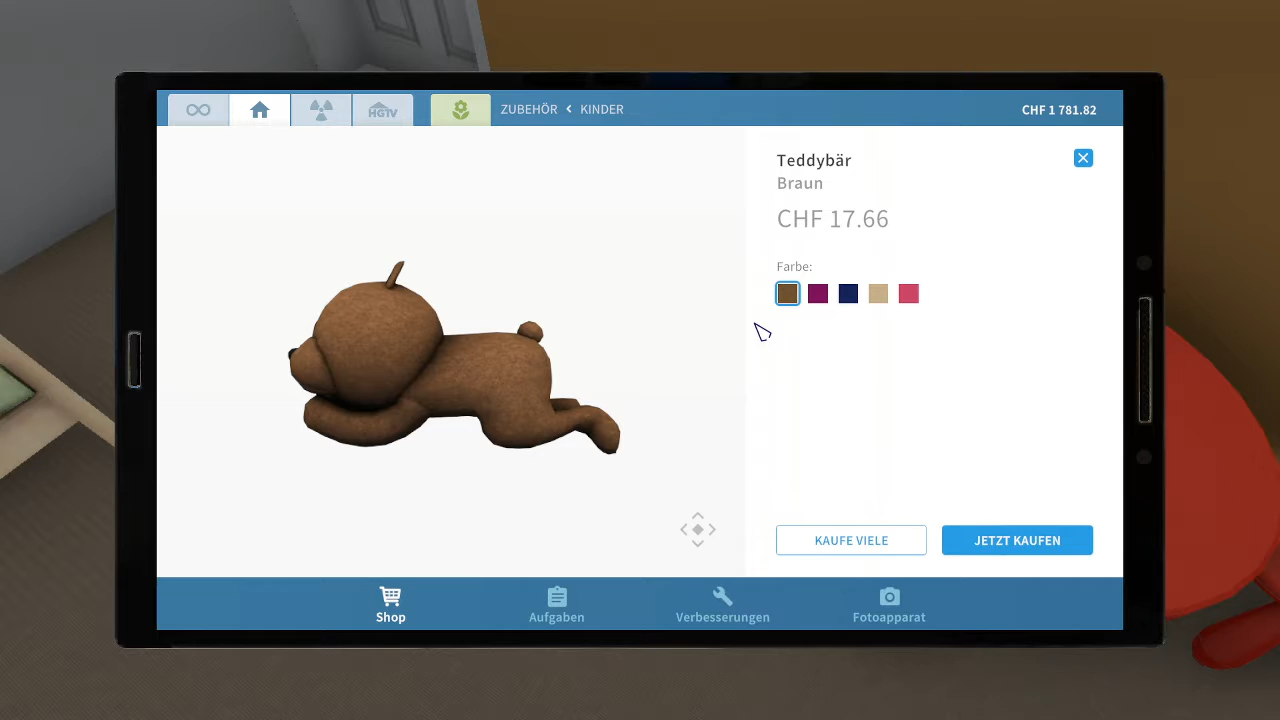 HGTV
ZUBEHÖR < KINDER
CHF 1 781.82
Teddybär
Braun
CHF 17.66
Farbe:
KAUFE VIELE
JETZT KAUFEN
Shop
Aufgaben
Verbesserungen
Fotoapparat